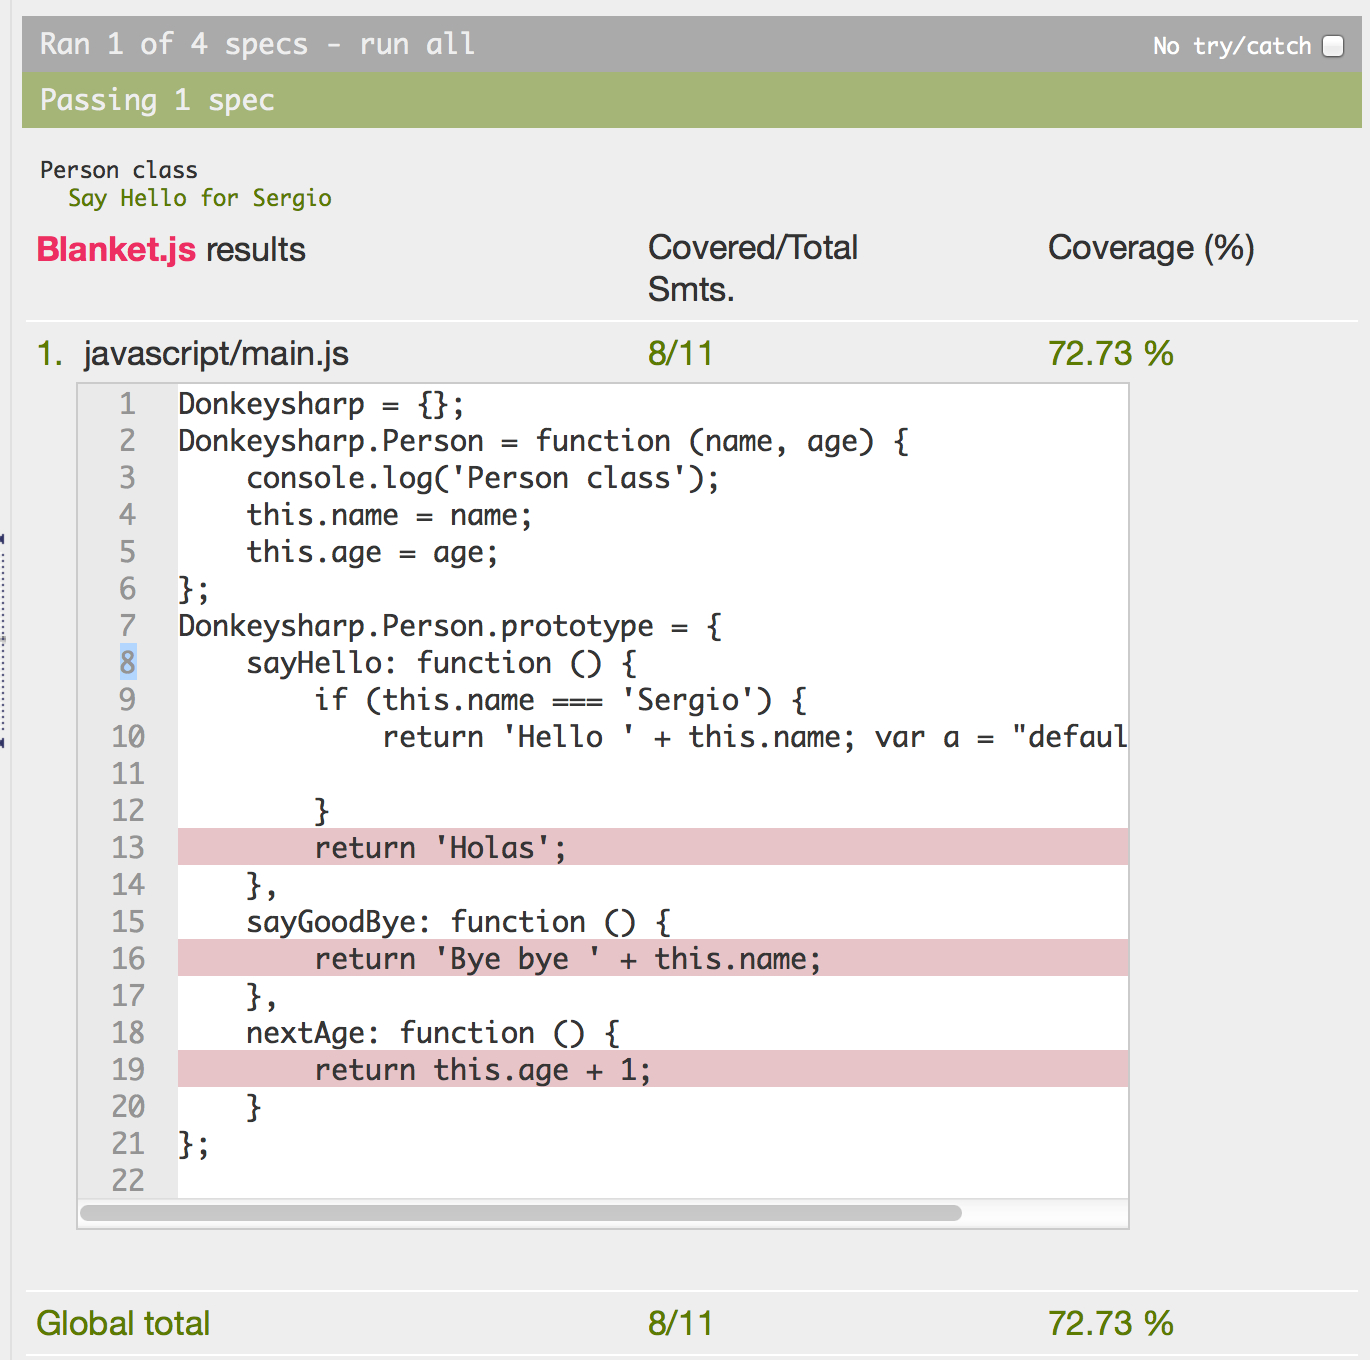 Ran 1 of 4 specs - run all No try/catch
Passing 1 spec
Person class
Say Hello for Sergio
Blanket.js results Covered/Total Smts. Coverage (%)
1. javascript/main.js 8/11 72.73 %
1 Donkeysharp = {};
2 Donkeysharp.Person = function (name, age) {
3     console.log('Person class');
4     this.name = name;
5     this.age = age;
6 };
7 Donkeysharp.Person.prototype = {
8     sayHello: function () {
9         if (this.name === 'Sergio') {
10             return 'Hello ' + this.name; var a = "defaul
11
12         }
13         return 'Holas';
14     },
15     sayGoodBye: function () {
16         return 'Bye bye ' + this.name;
17     },
18     nextAge: function () {
19         return this.age + 1;
20     }
21 };
22
Global total 8/11 72.73 %